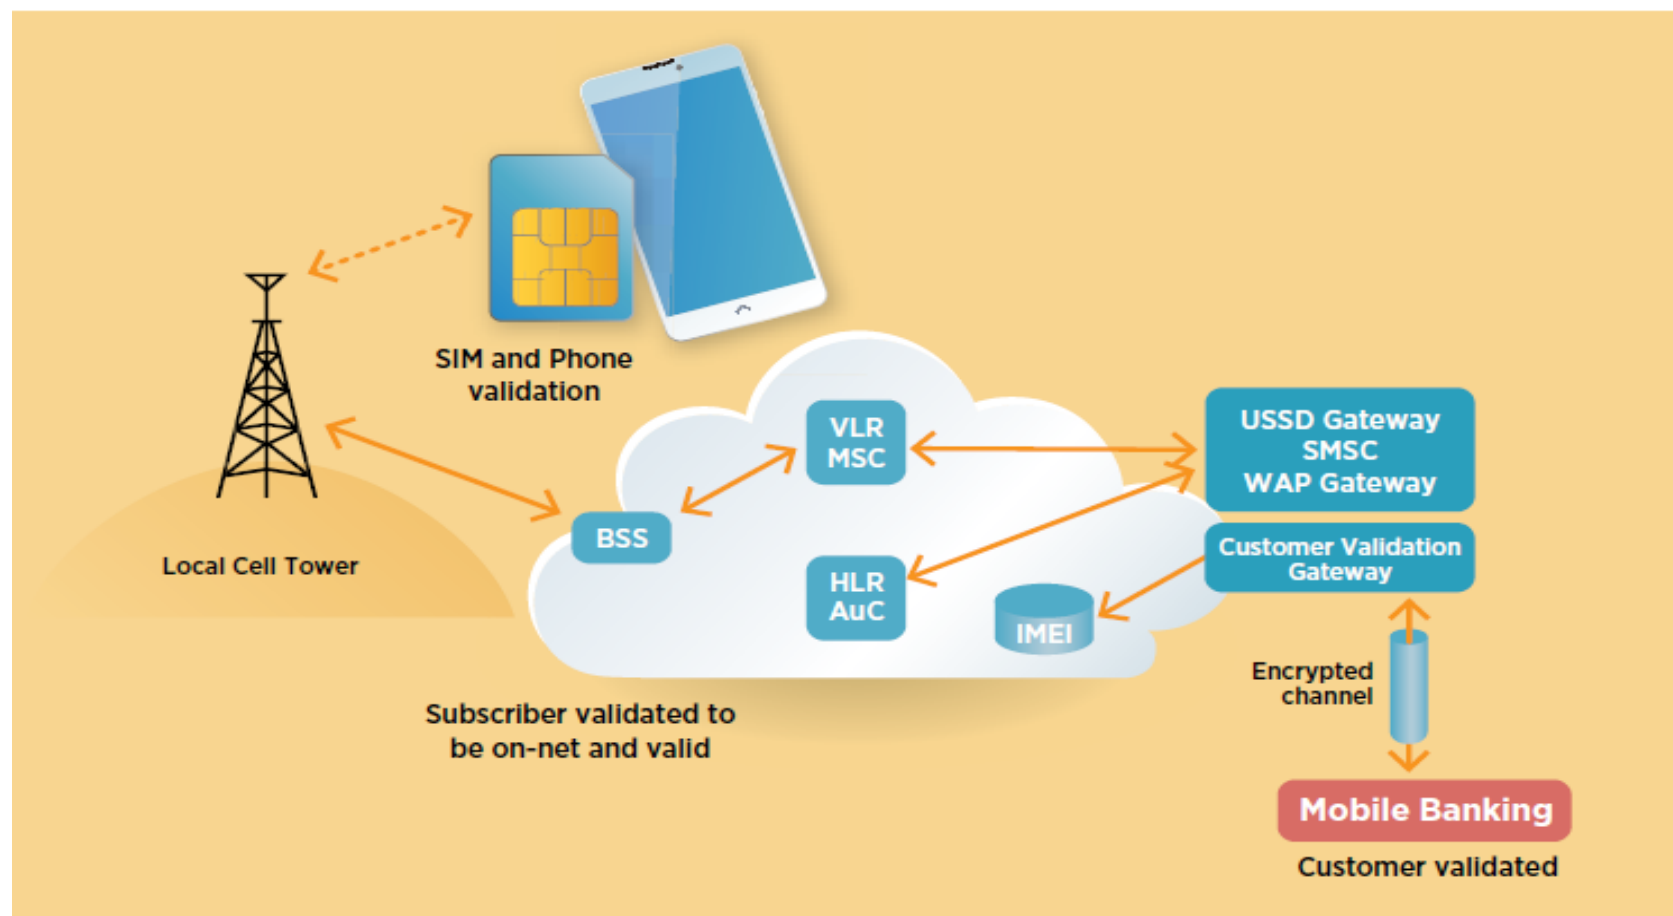 SIM and Phone
validation
VLR
MSC
USSD Gateway
SMSC
WAP Gateway
BSS
Customer Validation
Gateway
Local Cell Tower
HLR
AuC
IMEI
Encrypted
channel
Subscriber validated to
be on-net and valid
Mobile Banking
Customer validated